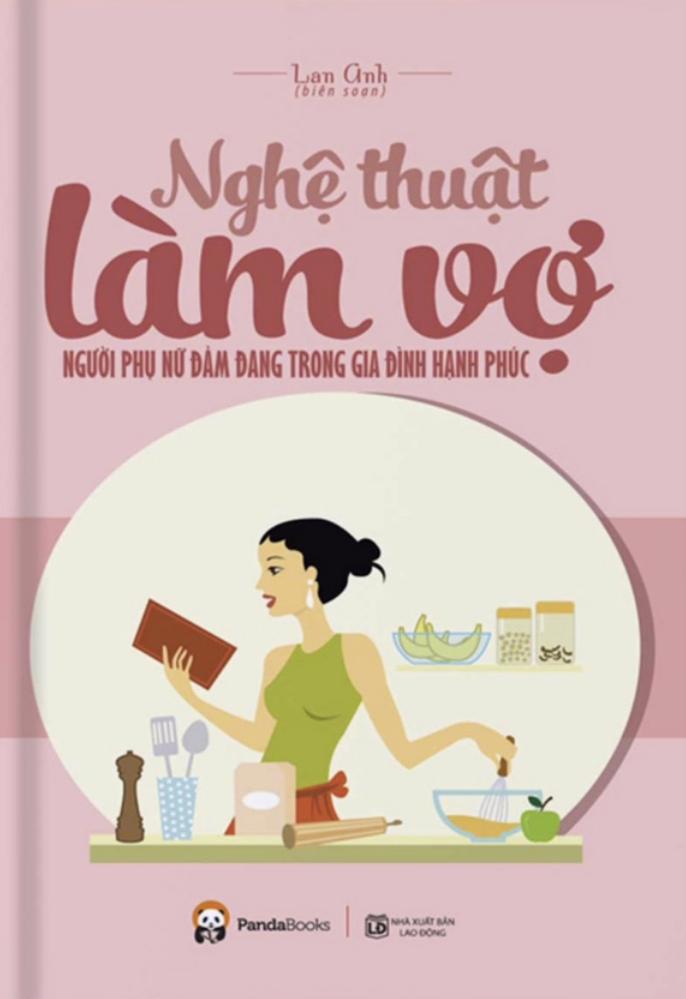 Lan Anh
(biên soạn)
Nghệ thuật
làm vợ
NGƯỜI PHỤ NỮ ĐẢM ĐANG TRONG GIA ĐÌNH HẠNH PHÚC
PandaBooks
LĐ
NHÀ XUẤT BẢN
LAO ĐỘNG